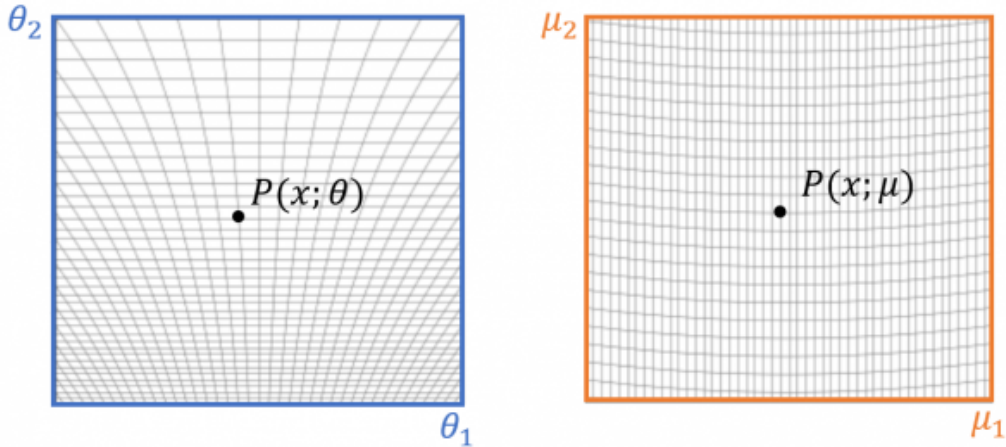 θ₂
P(x; θ)
θ₁
μ₂
P(x; μ)
μ₁